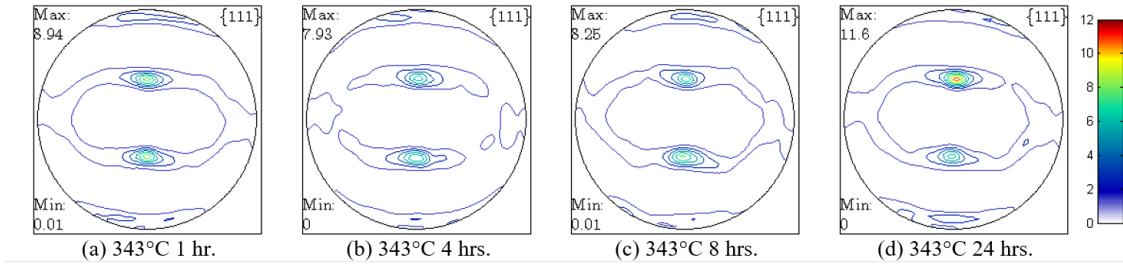 Max: {111} Max: {111} Max: {111} Max: {111} 12
8.94 7.93 8.25 11.6
10
8
6
4
2
Min: Min: Min: Min:
0.01 0 0.01 0 0
(a) 343°C 1 hr. (b) 343°C 4 hrs. (c) 343°C 8 hrs. (d) 343°C 24 hrs.